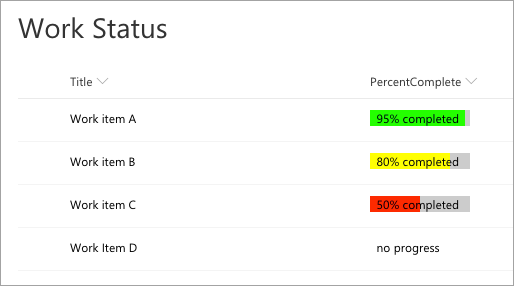 Work Status
Title PercentComplete
Work item A 95% completed
Work item B 80% completed
Work item C 50% completed
Work Item D no progress